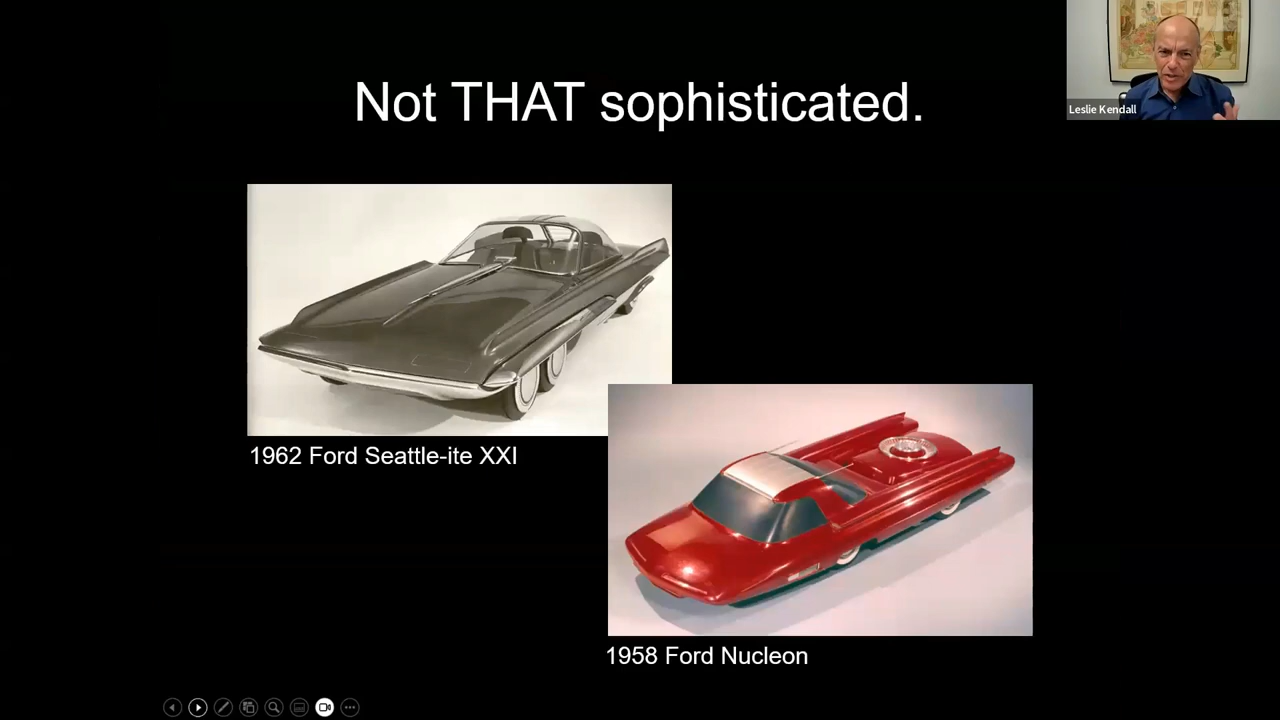 Not THAT sophisticated.
Leslie Kendall
1962 Ford Seattle-ite XXI
1958 Ford Nucleon